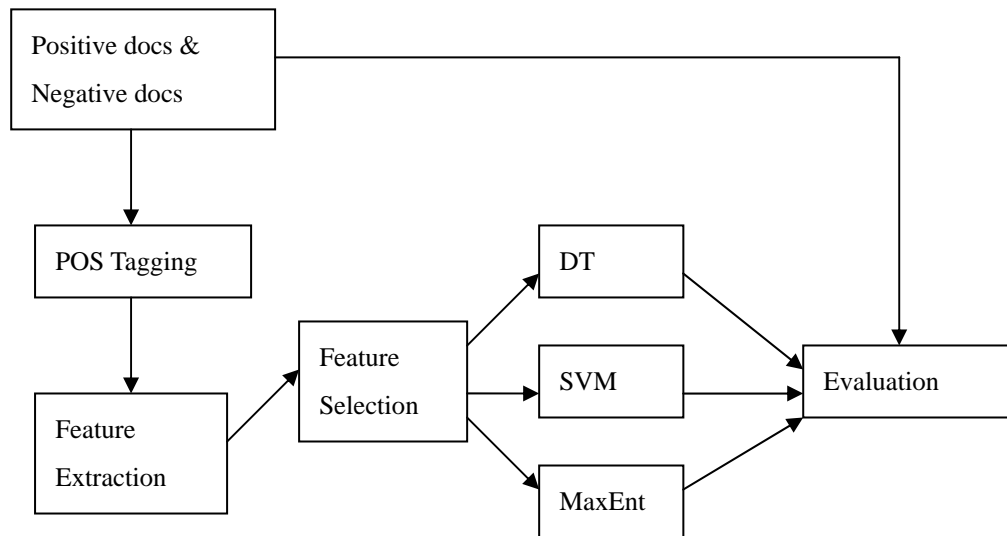 Positive docs &
Negative docs
POS Tagging
Feature
Extraction
Feature
Selection
DT
SVM
MaxEnt
Evaluation